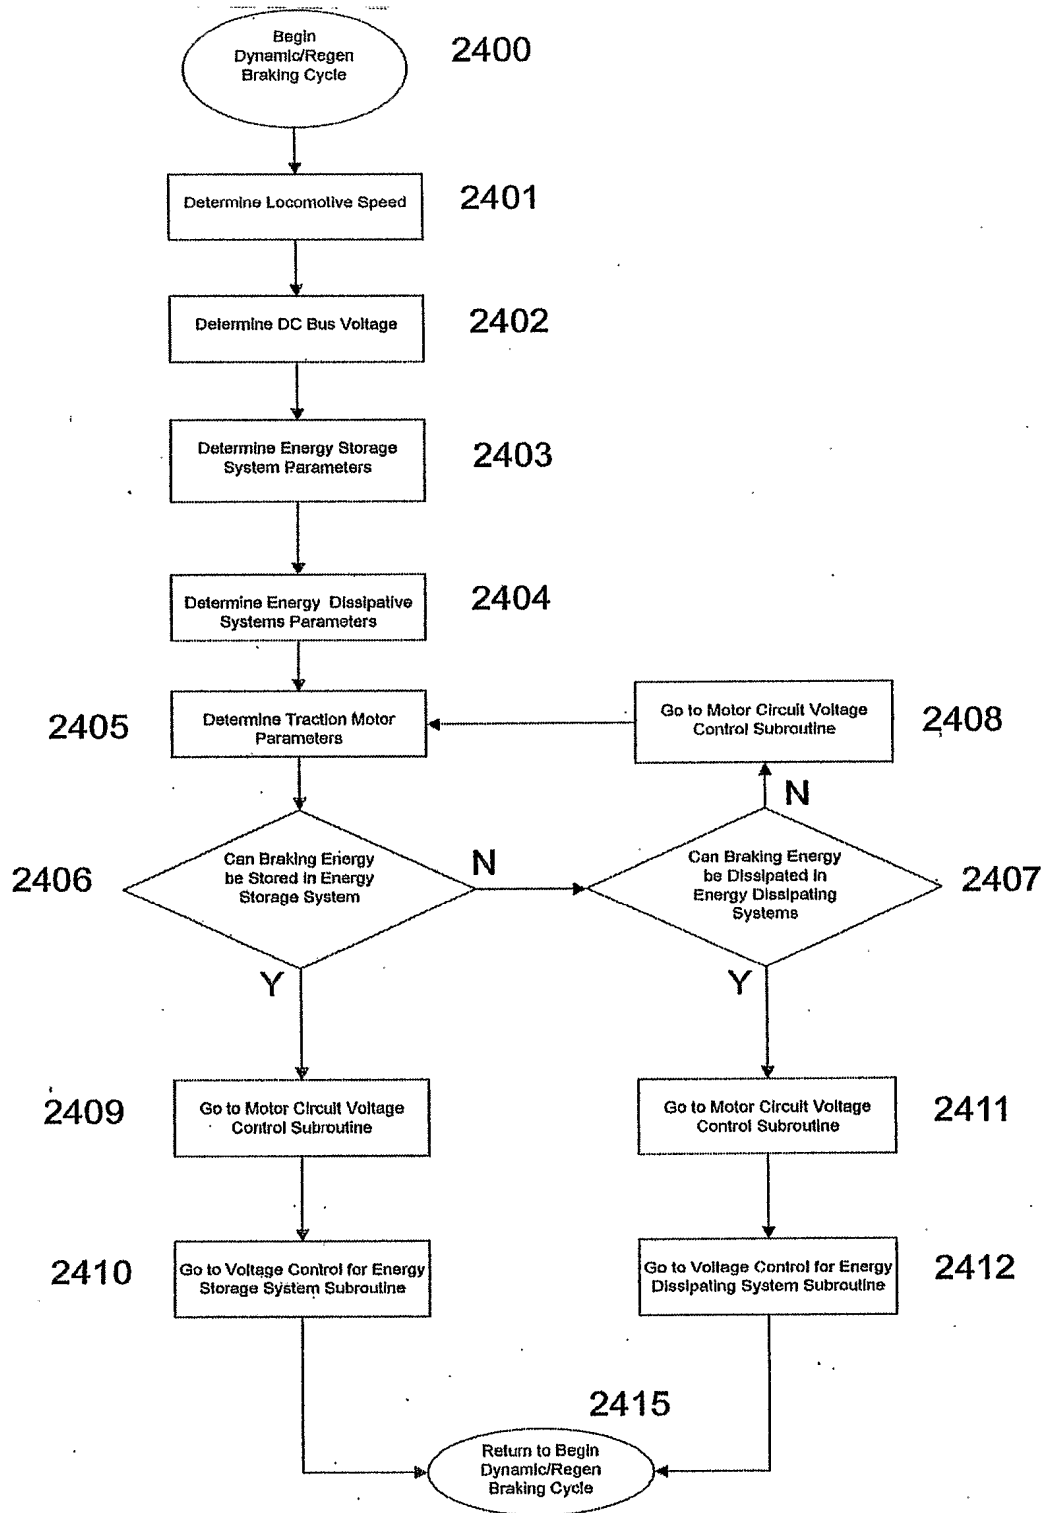 Begin
Dynamic/Regen
Braking Cycle
2400
Determine Locomotive Speed
2401
Determine DC Bus Voltage
2402
Determine Energy Storage
System Parameters
2403
Determine Energy Dissipative
Systems Parameters
2404
2405
Determine Traction Motor
Parameters
Go to Motor Circuit Voltage
Control Subroutine
2408
N
2406
Can Braking Energy
be Stored in Energy
Storage System
N
Can Braking Energy
be Dissipated in
Energy Dissipating
Systems
2407
Y
Y
2409
Go to Motor Circuit Voltage
Control Subroutine
Go to Motor Circuit Voltage
Control Subroutine
2411
2410
Go to Voltage Control for Energy
Storage System Subroutine
Go to Voltage Control for Energy
Dissipating System Subroutine
2412
2415
Return to Begin
Dynamic/Regen
Braking Cycle